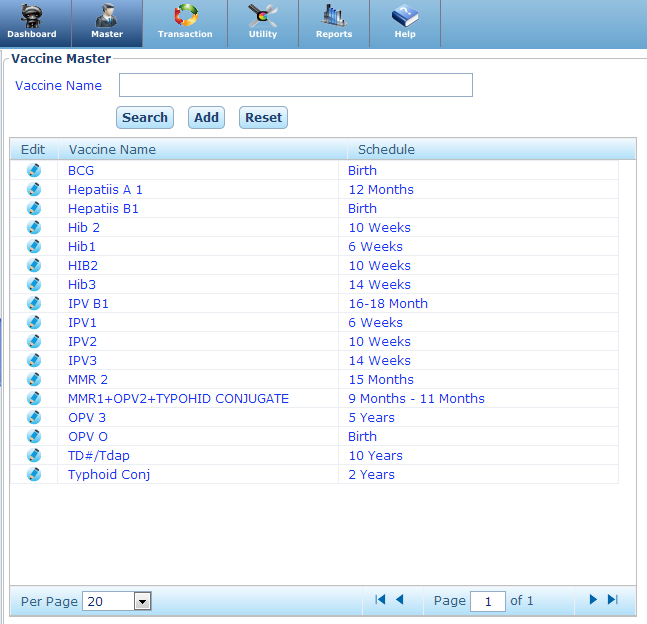 Dashboard Master Transaction Utility Reports Help
Vaccine Master
Vaccine Name
Search Add Reset
Edit Vaccine Name Schedule
BCG Birth
Hepatiis A 1 12 Months
Hepatiis B1 Birth
Hib 2 10 Weeks
Hib1 6 Weeks
HIB2 10 Weeks
Hib3 14 Weeks
IPV B1 16-18 Month
IPV1 6 Weeks
IPV2 10 Weeks
IPV3 14 Weeks
MMR 2 15 Months
MMR1+OPV2+TYPOHID CONJUGATE 9 Months - 11 Months
OPV 3 5 Years
OPV O Birth
TD#/Tdap 10 Years
Typhoid Conj 2 Years
Per Page 20 Page 1 of 1